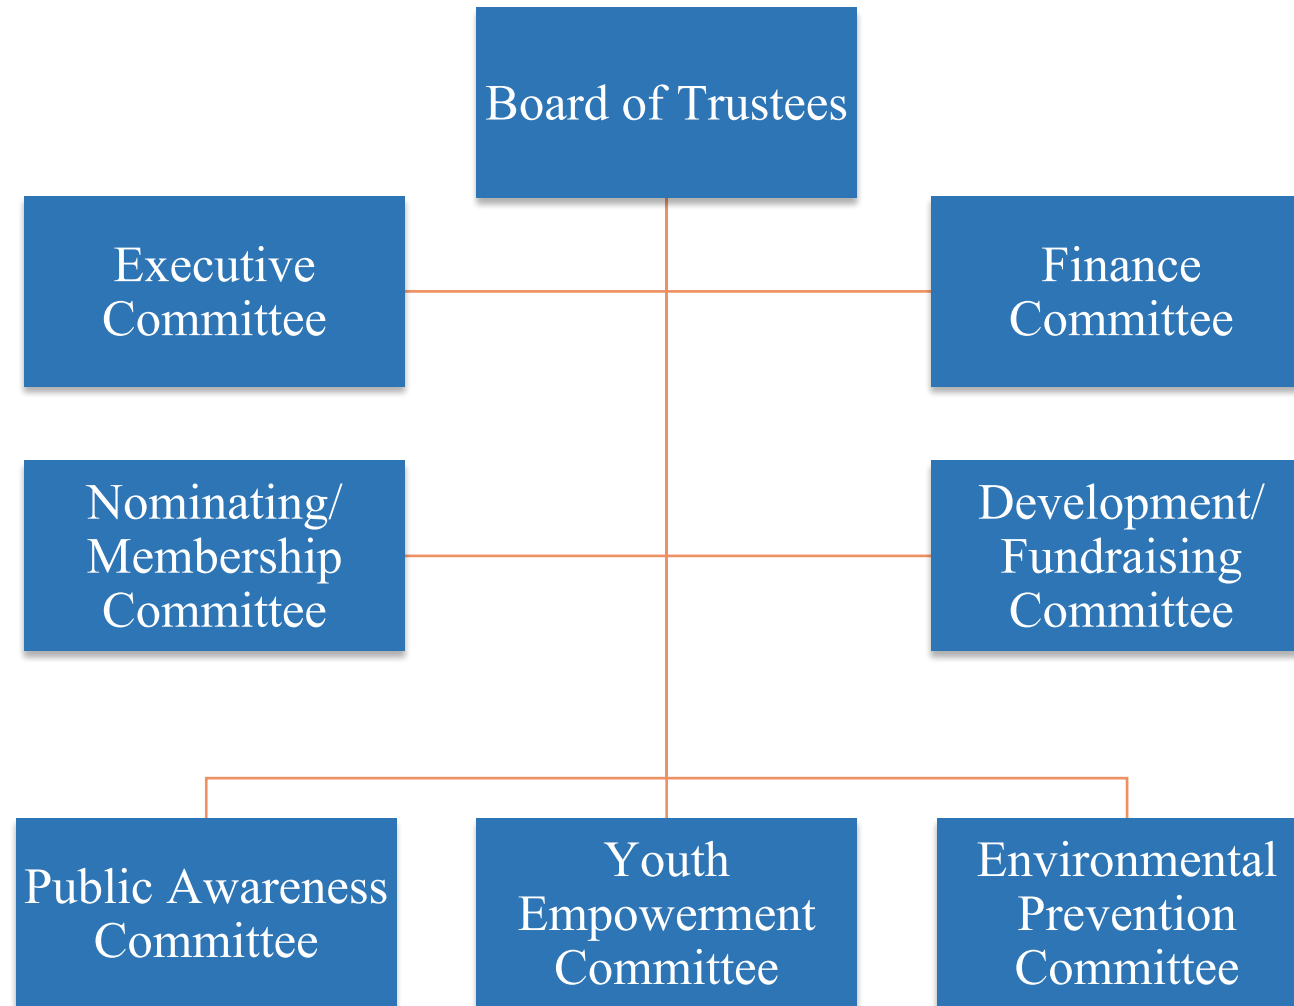 Board of Trustees
Executive
Committee
Finance
Committee
Nominating/
Membership
Committee
Development/
Fundraising
Committee
Public Awareness
Committee
Youth
Empowerment
Committee
Environmental
Prevention
Committee